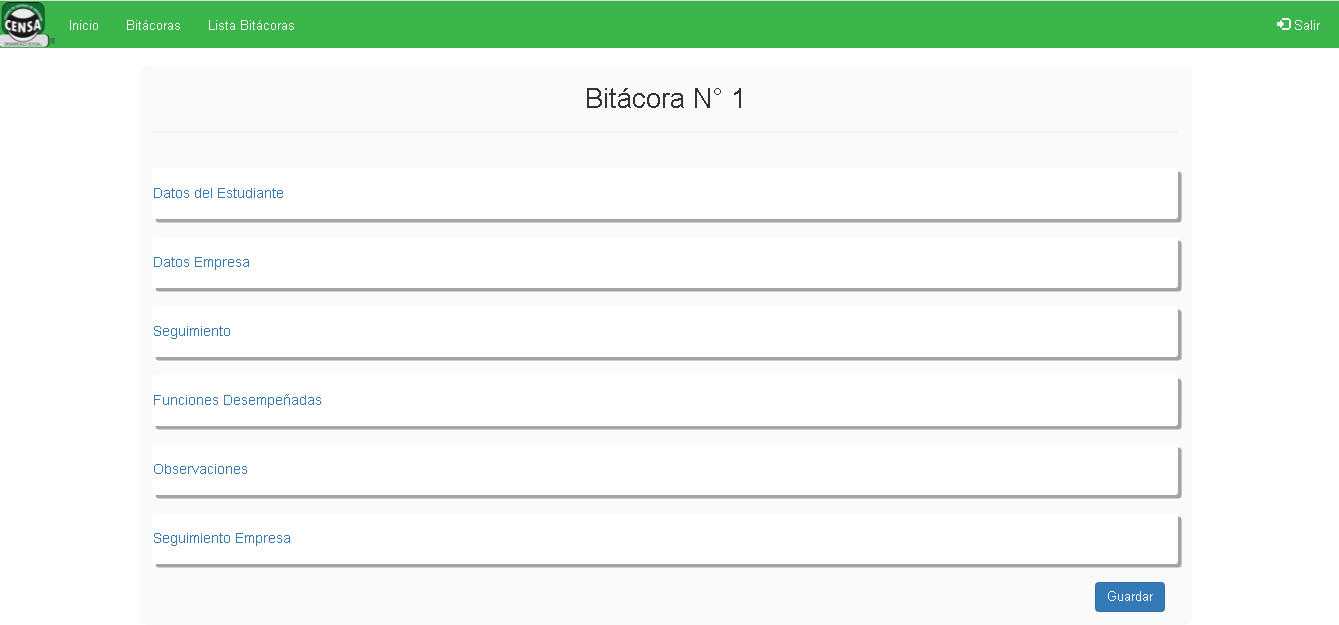 CENSA
Inicio
Bitácoras
Lista Bitácoras
Salir
Bitácora N° 1
Datos del Estudiante
Datos Empresa
Seguimiento
Funciones Desempeñadas
Observaciones
Seguimiento Empresa
Guardar